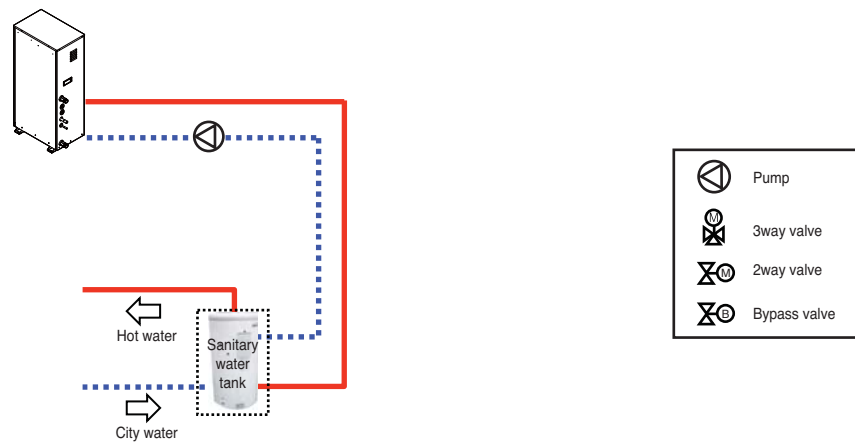 Hot water
Sanitary
water
tank
City water
Pump
M
3way valve
M
2way valve
B
Bypass valve